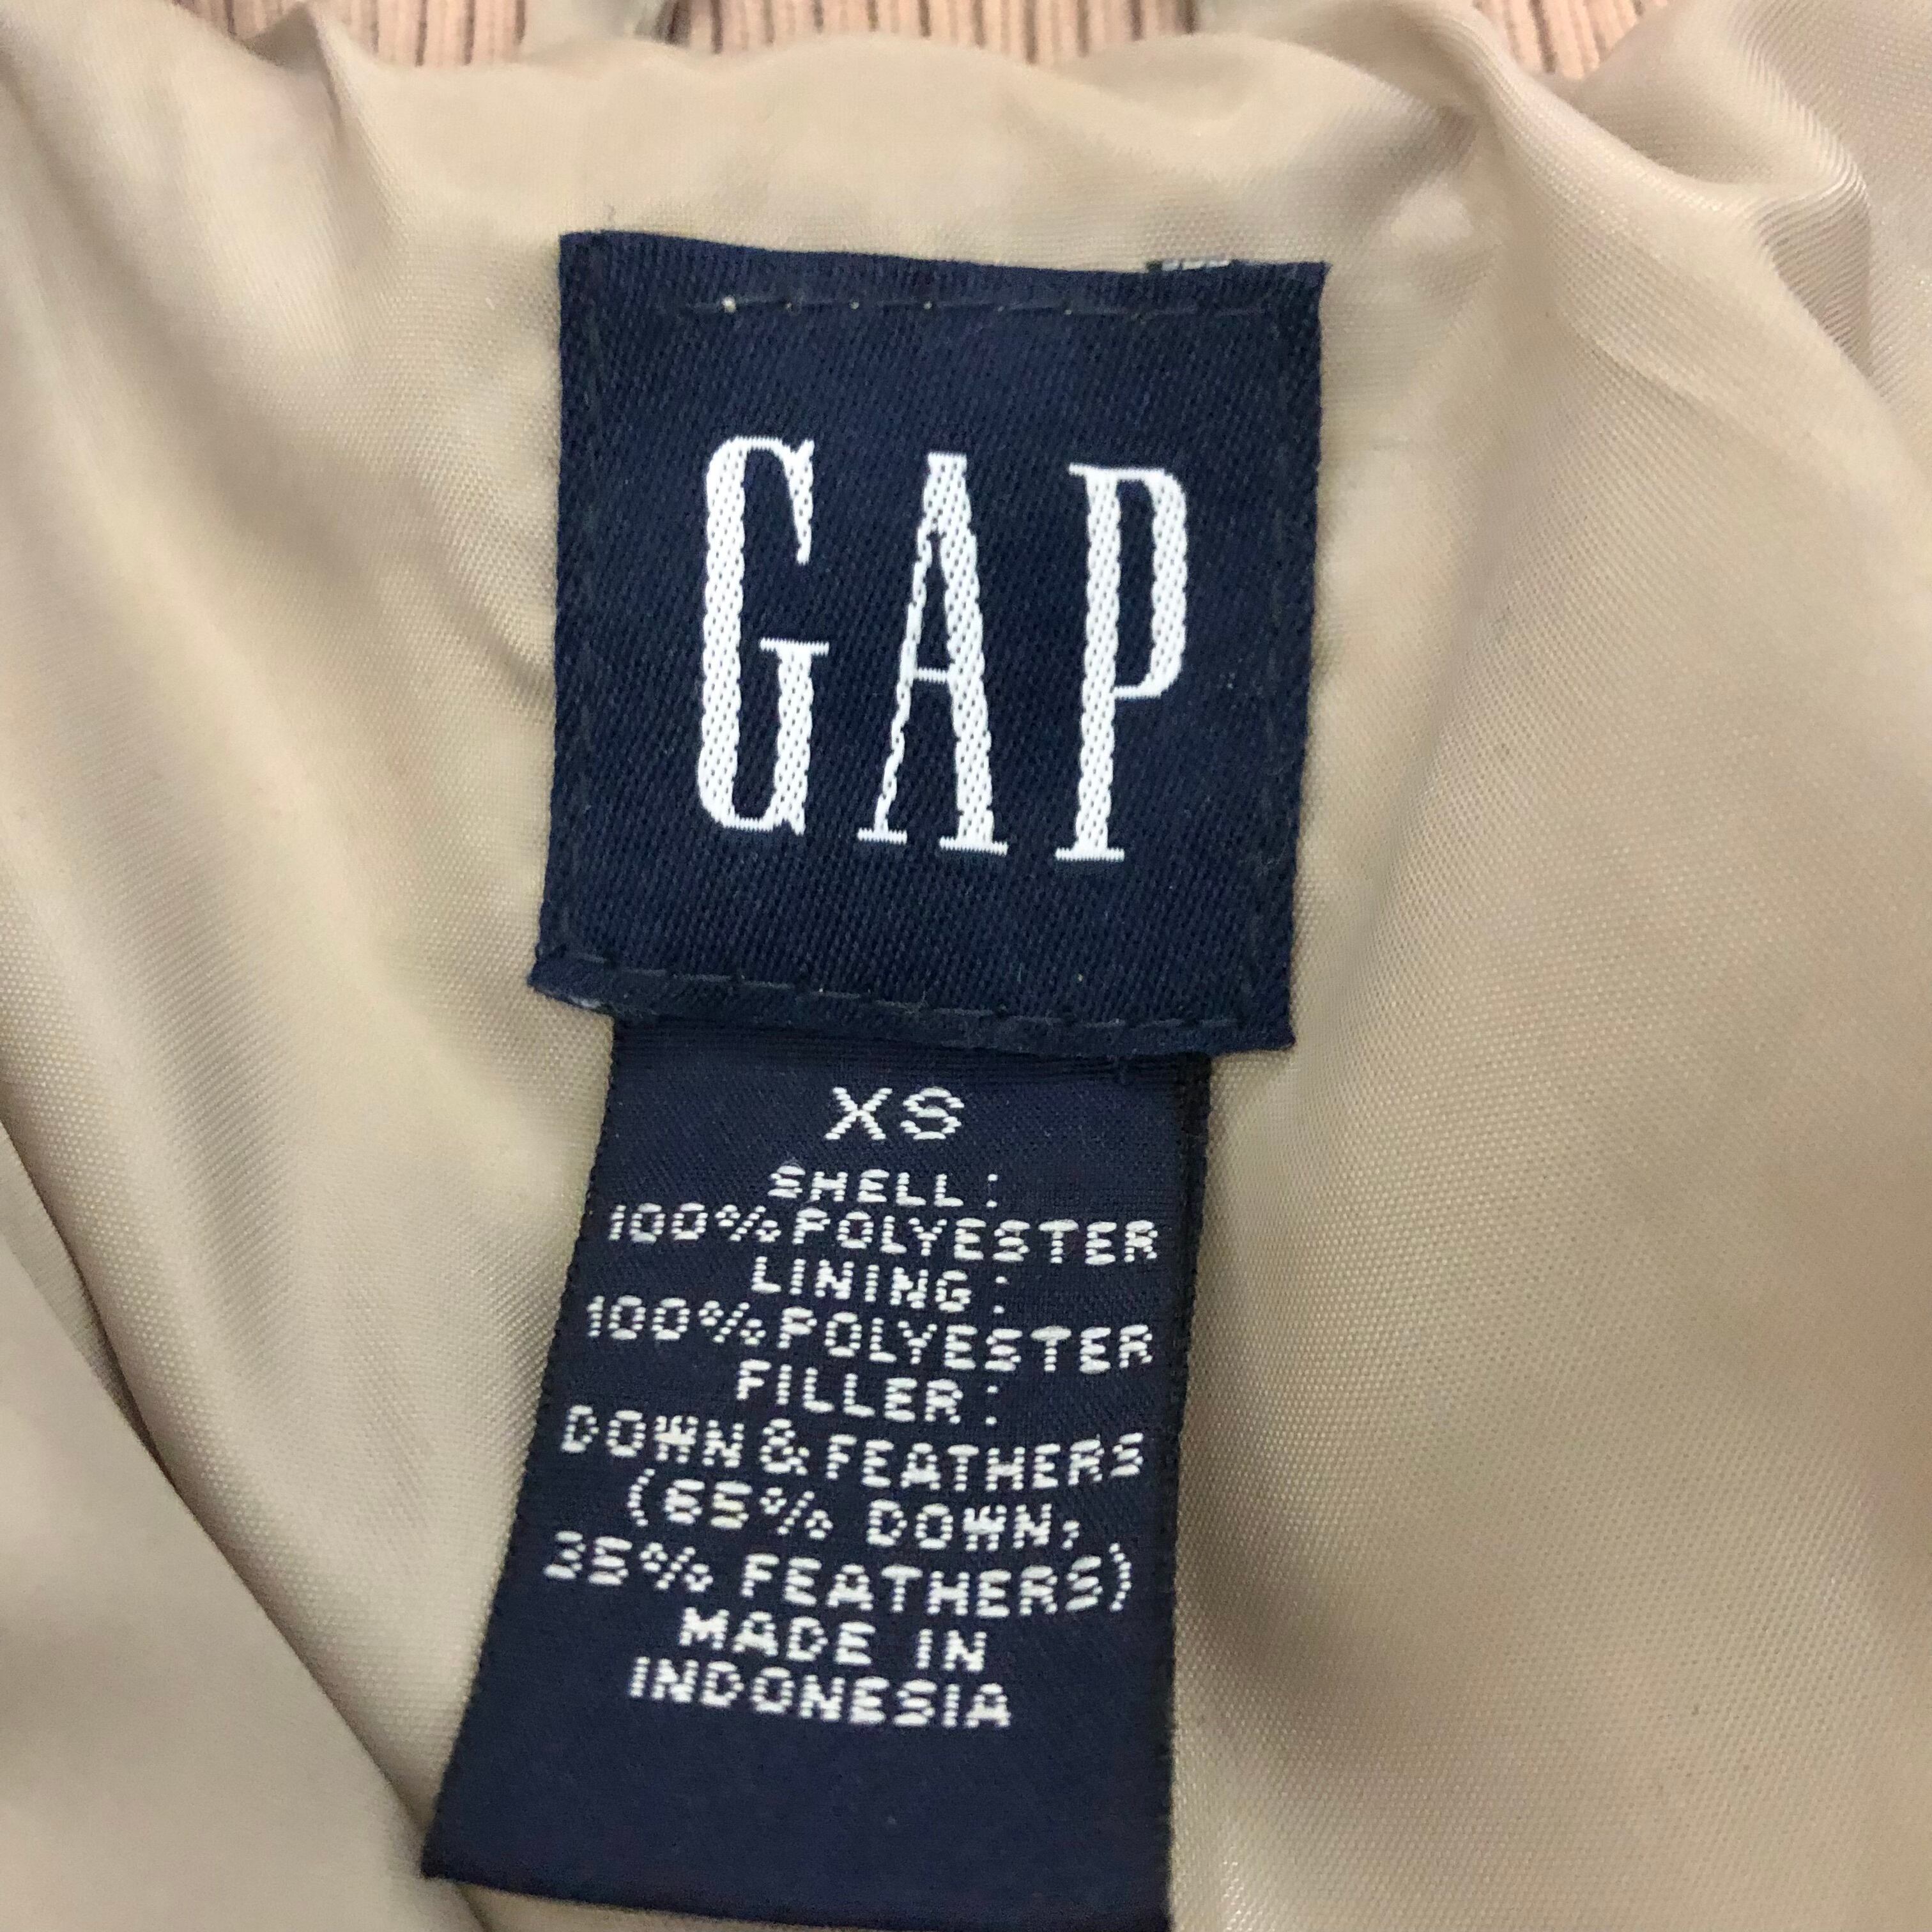 GAP
XS
SHELL:
100% POLYESTER
LINING:
100% POLYESTER
FILLER:
DOWN & FEATHERS
(65% DOWN,
35% FEATHERS)
MADE IN
INDONESIA